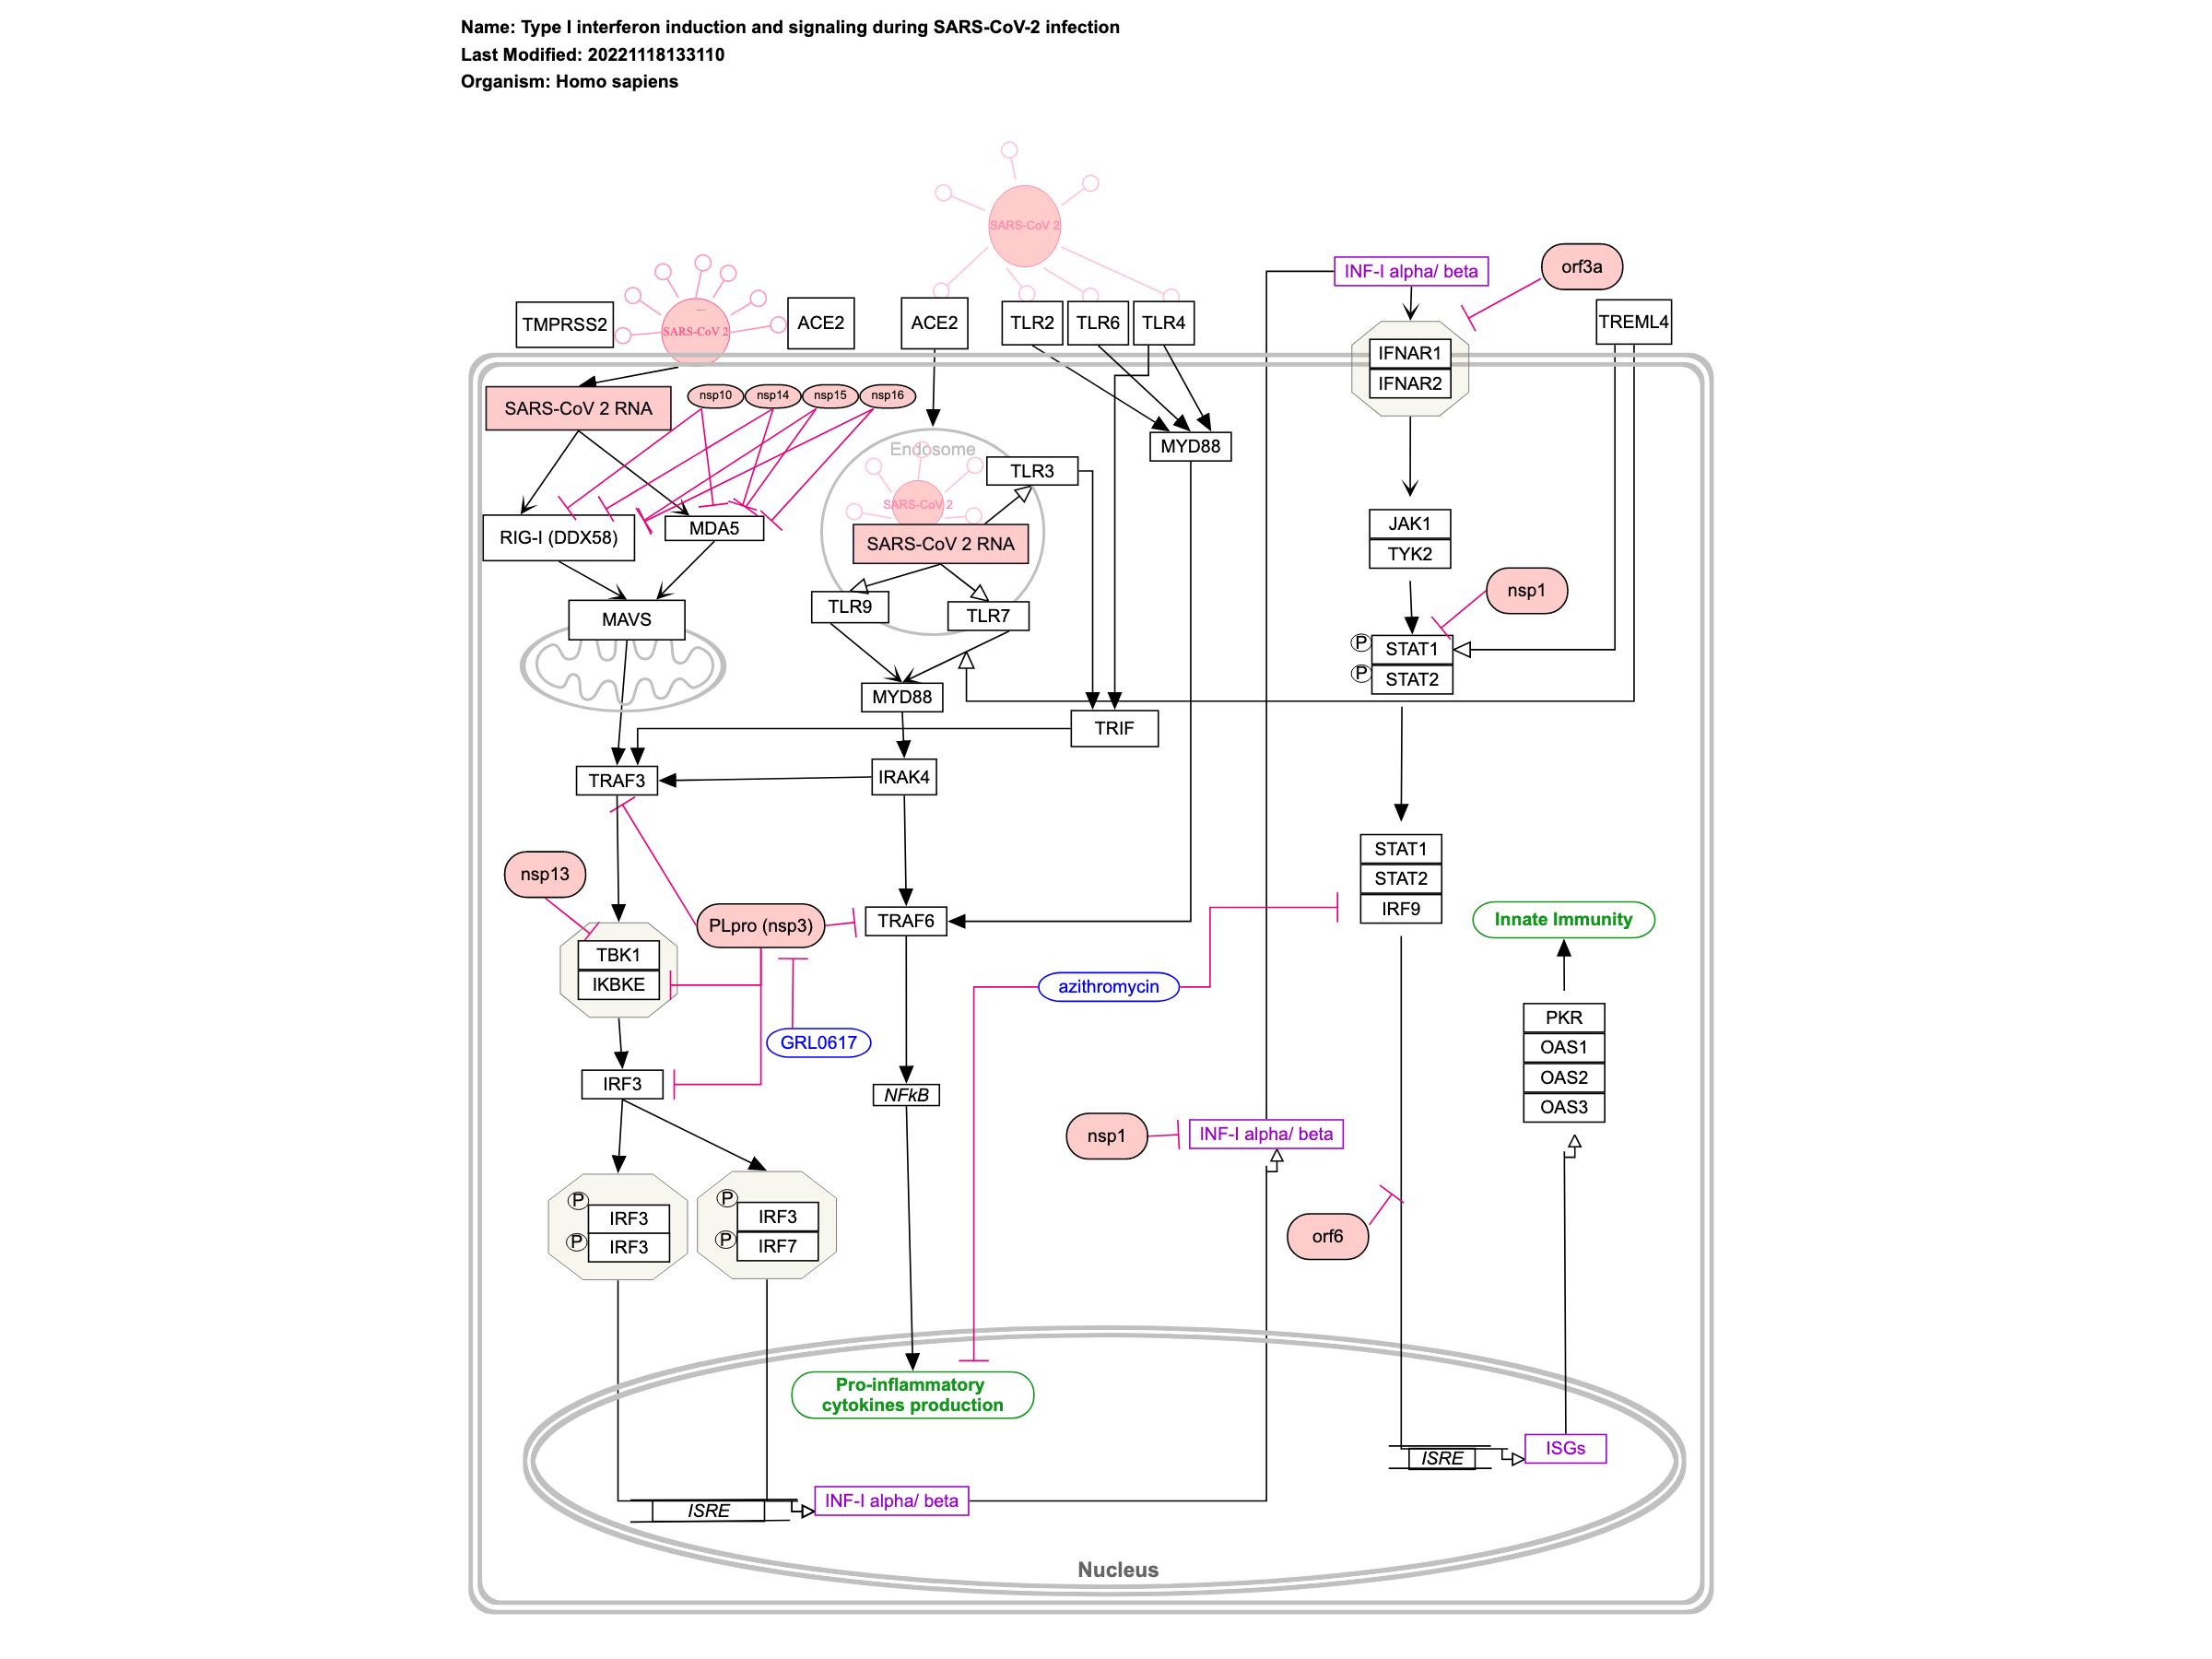 Name: Type I interferon induction and signaling during SARS-CoV-2 infection
Last Modified: 20221118133110
Organism: Homo sapiens
SARS-CoV 2
INF-I alpha/ beta
orf3a
TMPRSS2
SARS-CoV 2
ACE2
ACE2
TLR2
TLR6
TLR4
TREML4
IFNAR1
IFNAR2
SARS-CoV 2 RNA
nsp10
nsp14
nsp15
nsp16
MYD88
Endosome
TLR3
SARS-CoV 2
RIG-I (DDX58)
MDA5
SARS-CoV 2 RNA
JAK1
TYK2
nsp1
TLR9
TLR7
MAVS
P
STAT1
P
STAT2
MYD88
TRIF
TRAF3
IRAK4
STAT1
STAT2
IRF9
nsp13
PLpro (nsp3)
TRAF6
Innate Immunity
TBK1
IKBKE
azithromycin
GRL0617
PKR
OAS1
OAS2
OAS3
IRF3
NFkB
nsp1
INF-I alpha/ beta
P
IRF3
P
IRF3
P
IRF3
P
IRF7
orf6
Pro-inflammatory
cytokines production
ISRE
ISGs
ISRE
INF-I alpha/ beta
Nucleus